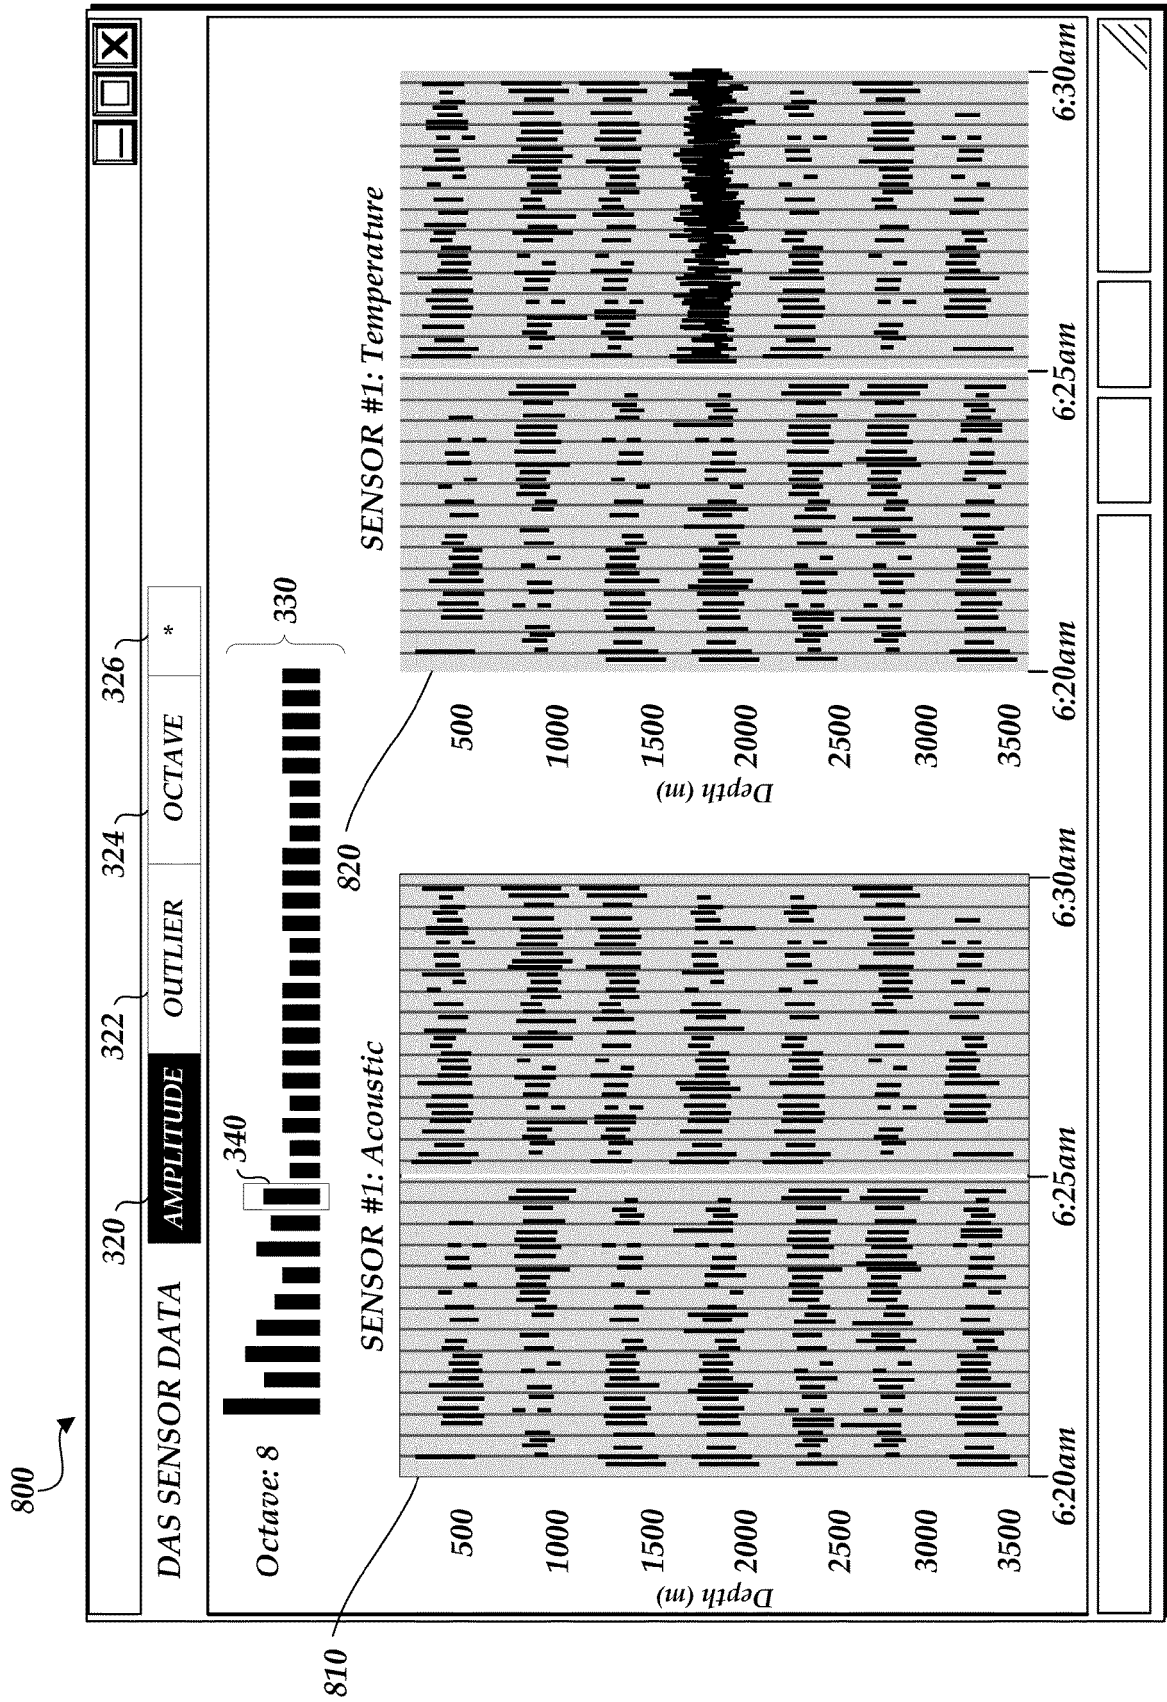 800
320
322
324
326
DAS SENSOR DATA
AMPLITUDE
OUTLIER
OCTAVE
*
Octave: 8
340
330
810
SENSOR #1: Acoustic
Depth (m)
500
1000
1500
2000
2500
3000
3500
6:20am
6:25am
6:30am
820
SENSOR #1: Temperature
Depth (m)
500
1000
1500
2000
2500
3000
3500
6:20am
6:25am
6:30am